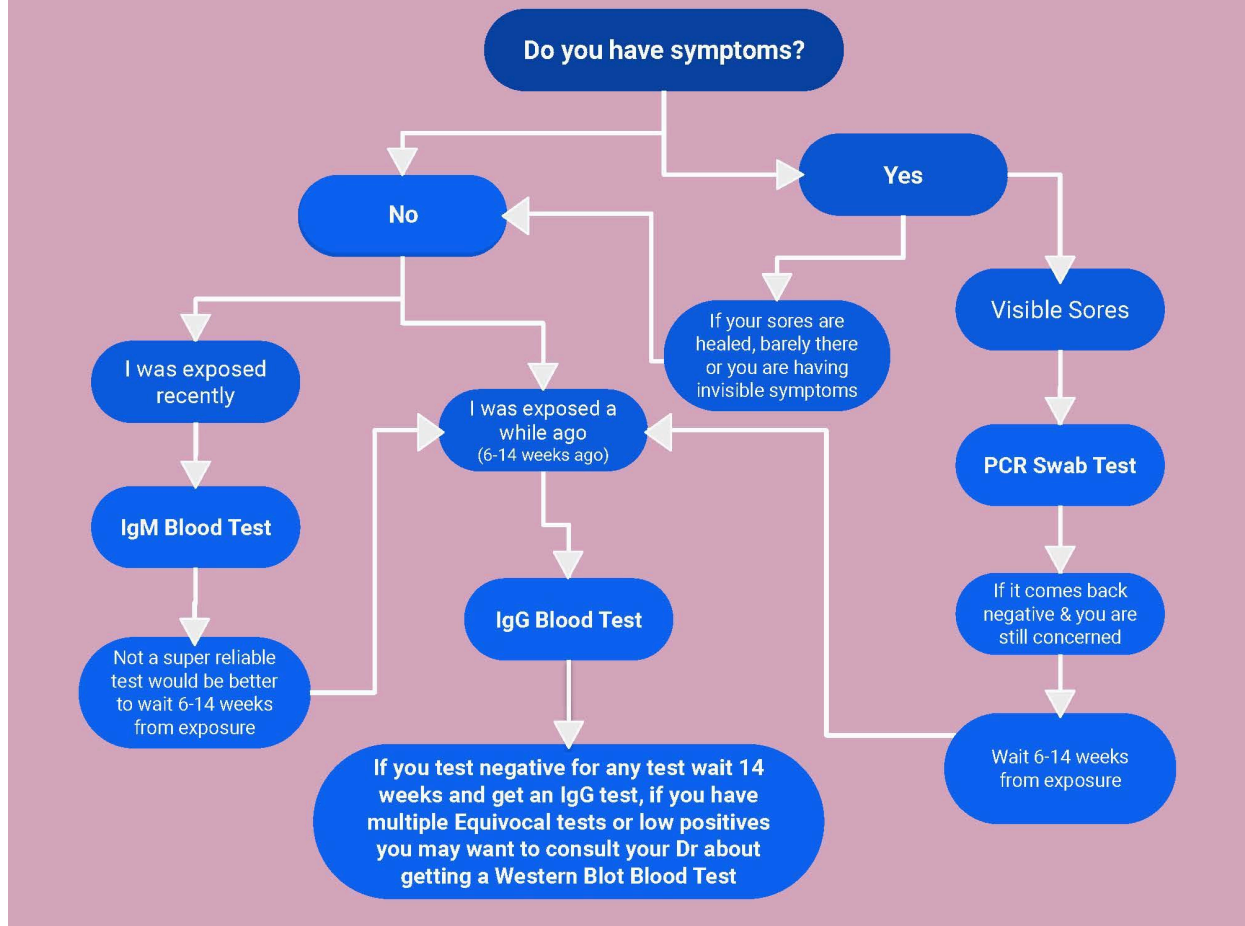 Do you have symptoms?
No
Yes
I was exposed
recently
IgM Blood Test
Not a super reliable
test would be better
to wait 6-14 weeks
from exposure
I was exposed a
while ago
(6-14 weeks ago)
IgG Blood Test
If you test negative for any test wait 14
weeks and get an IgG test, if you have
multiple Equivocal tests or low positives
you may want to consult your Dr about
getting a Western Blot Blood Test
If your sores are
healed, barely there
or you are having
invisible symptoms
Visible Sores
PCR Swab Test
If it comes back
negative & you are
still concerned
Wait 6-14 weeks
from exposure